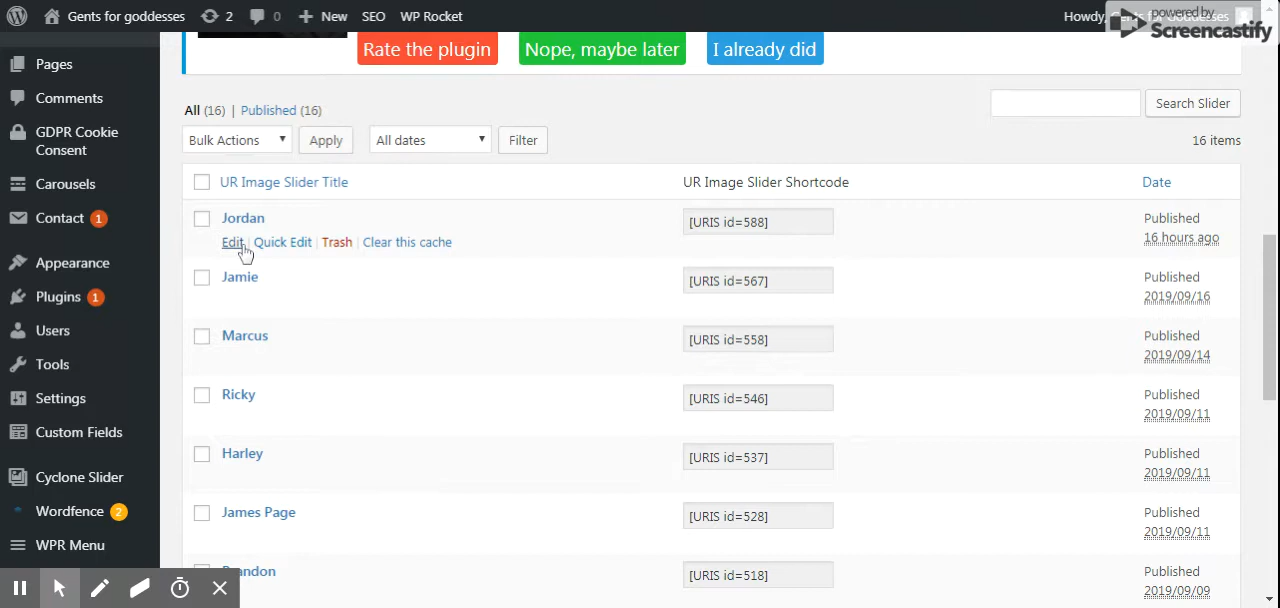 Gents for goddesses 2 0 New SEO WP Rocket Howdy, Gents for Goddesses
powered by
Screencastify
Pages
Comments
GDPR Cookie
Consent
Carousels
Contact 1
Appearance
Plugins 1
Users
Tools
Settings
Custom Fields
Cyclone Slider
Wordfence 2
WPR Menu
Rate the plugin Nope, maybe later I already did
All (16) | Published (16)
Search Slider
Bulk Actions Apply All dates Filter 16 items
UR Image Slider Title UR Image Slider Shortcode Date
Jordan [URIS id=588] Published
Edit | Quick Edit | Trash | Clear this cache 16 hours ago
Jamie [URIS id=567] Published
2019/09/16
Marcus [URIS id=558] Published
2019/09/14
Ricky [URIS id=546] Published
2019/09/11
Harley [URIS id=537] Published
2019/09/11
James Page [URIS id=528] Published
2019/09/11
Brandon [URIS id=518] Published
2019/09/09